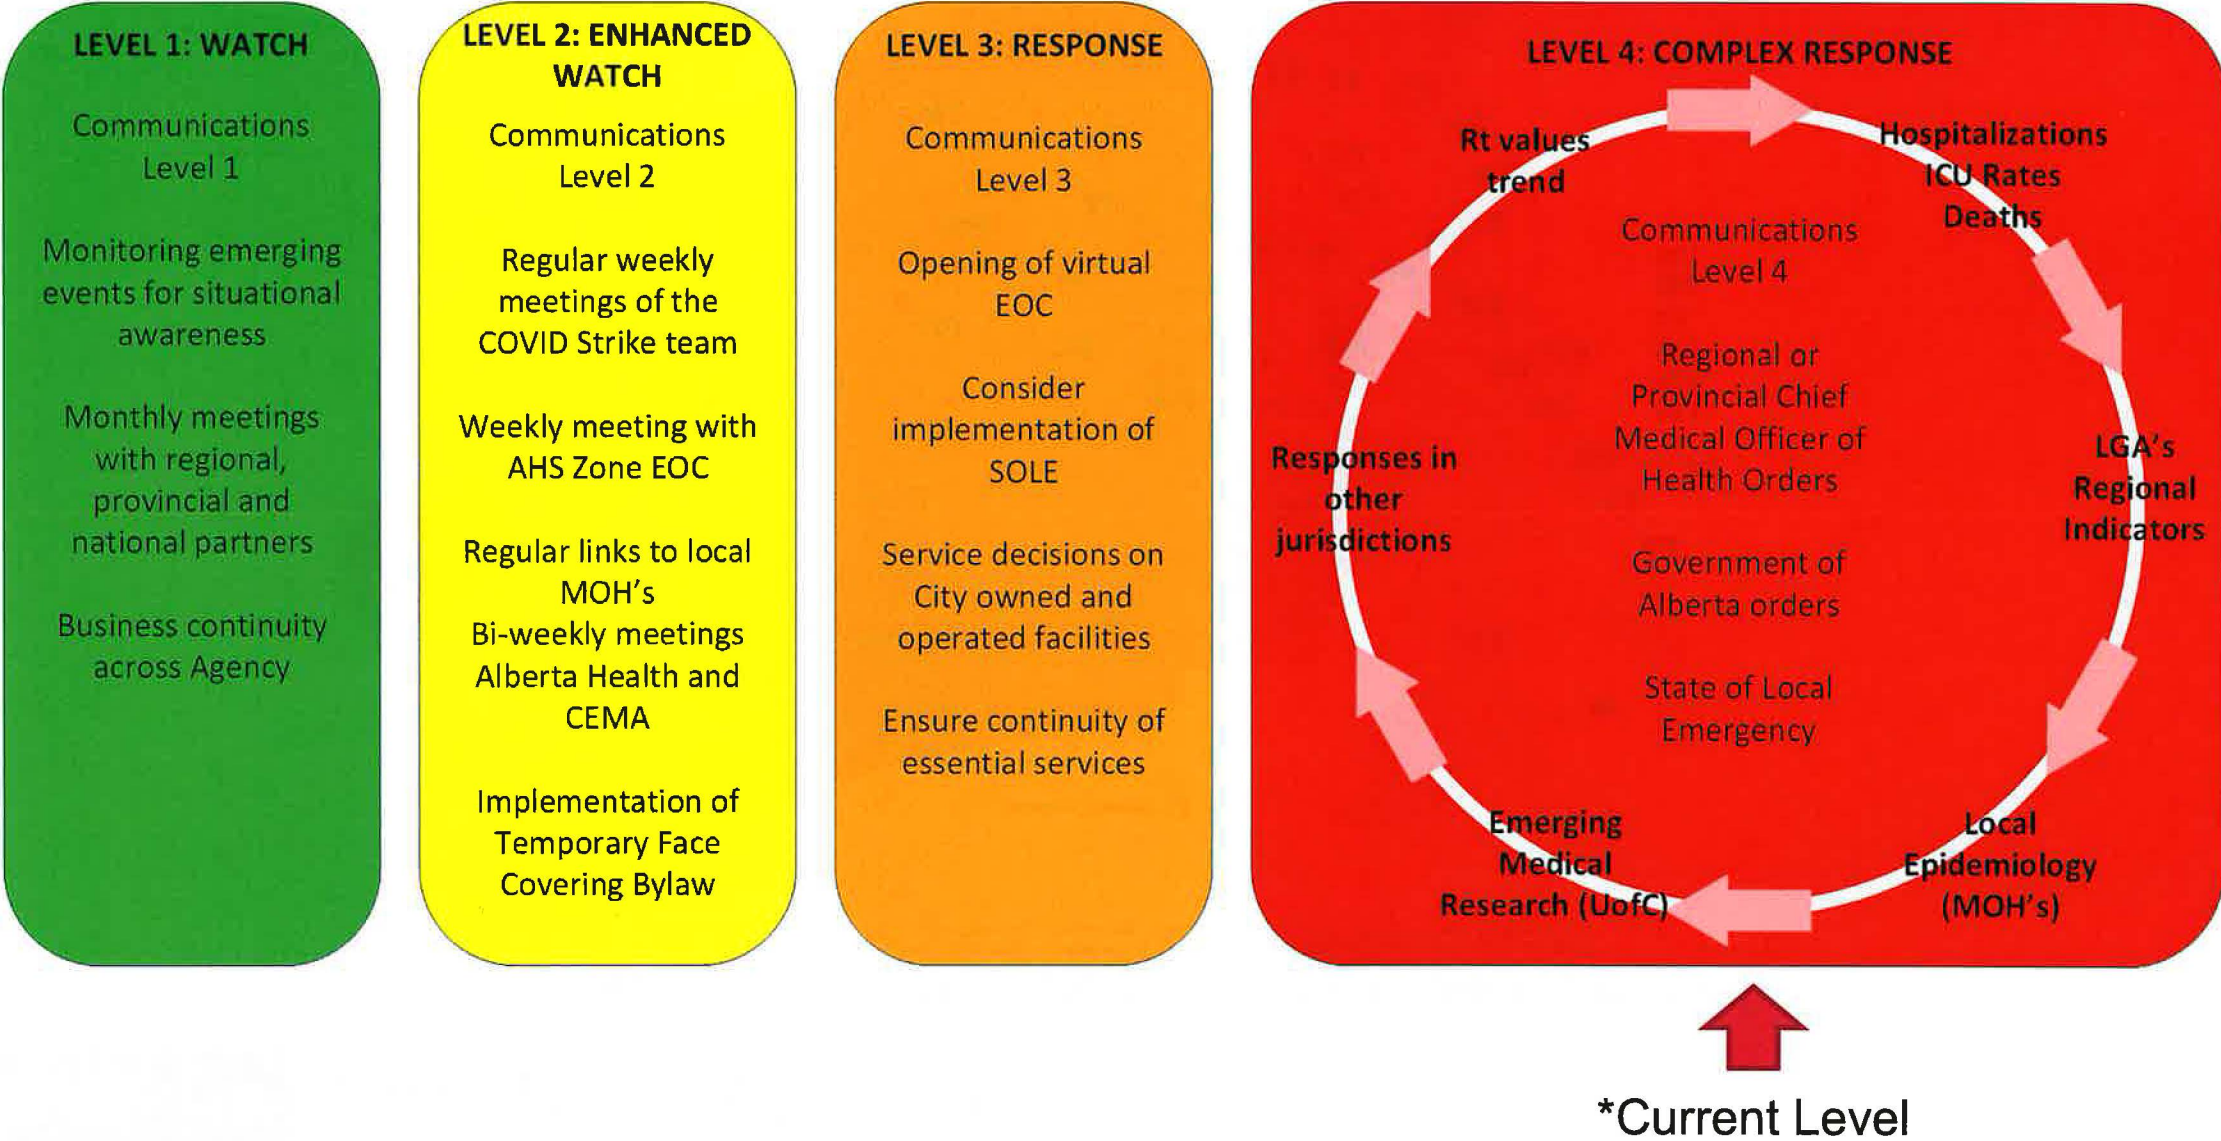 LEVEL 1: WATCH
Communications
Level 1
Monitoring emerging
events for situational
awareness
Monthly meetings
with regional,
provincial and
national partners
Business continuity
across Agency
LEVEL 2: ENHANCED
WATCH
Communications
Level 2
Regular weekly
meetings of the
COVID Strike team
Weekly meeting with
AHS Zone EOC
Regular links to local
MOH's
Bi-weekly meetings
Alberta Health and
CEMA
Implementation of
Temporary Face
Covering Bylaw
LEVEL 3: RESPONSE
Communications
Level 3
Opening of virtual
EOC
Consider
implementation of
SOLE
Service decisions on
City owned and
operated facilities
Ensure continuity of
essential services
LEVEL 4: COMPLEX RESPONSE
Rt values
trend
Hospitalizations
ICU Rates
Deaths
LGA's
Regional
Indicators
Local
Epidemiology
(MOH's)
Emerging
Medical
Research (UofC)
Responses in
other
jurisdictions
Communications
Level 4
Regional or
Provincial Chief
Medical Officer of
Health Orders
Government of
Alberta orders
State of Local
Emergency
*Current Level